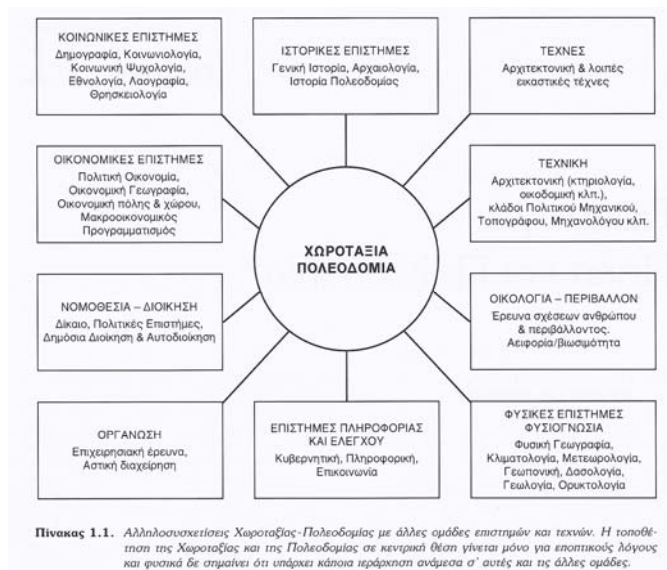 ΚΟΙΝΩΝΙΚΕΣ ΕΠΙΣΤΗΜΕΣ
Δημογραφία, Κοινωνιολογία,
Κοινωνική Ψυχολογία,
Εθνολογία, Λαογραφία,
Θρησκειολογία
ΙΣΤΟΡΙΚΕΣ ΕΠΙΣΤΗΜΕΣ
Γενική Ιστορία, Αρχαιολογία,
Ιστορία Πολεοδομίας
ΤΕΧΝΕΣ
Αρχιτεκτονική & λοιπές
εικαστικές τέχνες
ΟΙΚΟΝΟΜΙΚΕΣ ΕΠΙΣΤΗΜΕΣ
Πολιτική Οικονομία,
Οικονομική Γεωγραφία,
Οικονομική πόλης & χώρου,
Μακροοικονομικός
Προγραμματισμός
ΧΩΡΟΤΑΞΙΑ
ΠΟΛΕΟΔΟΜΙΑ
ΤΕΧΝΙΚΗ
Αρχιτεκτονική (κτηριολογία,
οικοδομική κλπ.),
κλάδοι Πολιτικού Μηχανικού,
Τοπογράφου, Μηχανολόγου κλπ.
ΝΟΜΟΘΕΣΙΑ – ΔΙΟΙΚΗΣΗ
Δίκαιο, Πολιτικές Επιστήμες,
Δημόσια Διοίκηση & Αυτοδιοίκηση
ΟΙΚΟΛΟΓΙΑ – ΠΕΡΙΒΑΛΛΟΝ
Έρευνα σχέσεων ανθρώπου
& περιβάλλοντος.
Αειφορία/βιωσιμότητα
ΟΡΓΑΝΩΣΗ
Επιχειρησιακή έρευνα,
Αστική διαχείριση
ΕΠΙΣΤΗΜΕΣ ΠΛΗΡΟΦΟΡΙΑΣ
ΚΑΙ ΕΛΕΓΧΟΥ
Κυβερνητική, Πληροφορική,
Επικοινωνία
ΦΥΣΙΚΕΣ ΕΠΙΣΤΗΜΕΣ
ΦΥΣΙΟΓΝΩΣΙΑ
Φυσική Γεωγραφία,
Κλιματολογία, Μετεωρολογία,
Γεωπονική, Δασολογία,
Γεωλογία, Ορυκτολογία
Πίνακας 1.1. Αλληλοσυσχετίσεις Χωροταξίας-Πολεοδομίας με άλλες ομάδες επιστημών και τεχνών. Η τοποθέ-
τηση της Χωροταξίας και της Πολεοδομίας σε κεντρική θέση γίνεται μόνο για εποπτικούς λόγους
και φυσικά δε σημαίνει ότι υπάρχει κάποια ιεράρχηση ανάμεσα σ' αυτές και τις άλλες ομάδες.